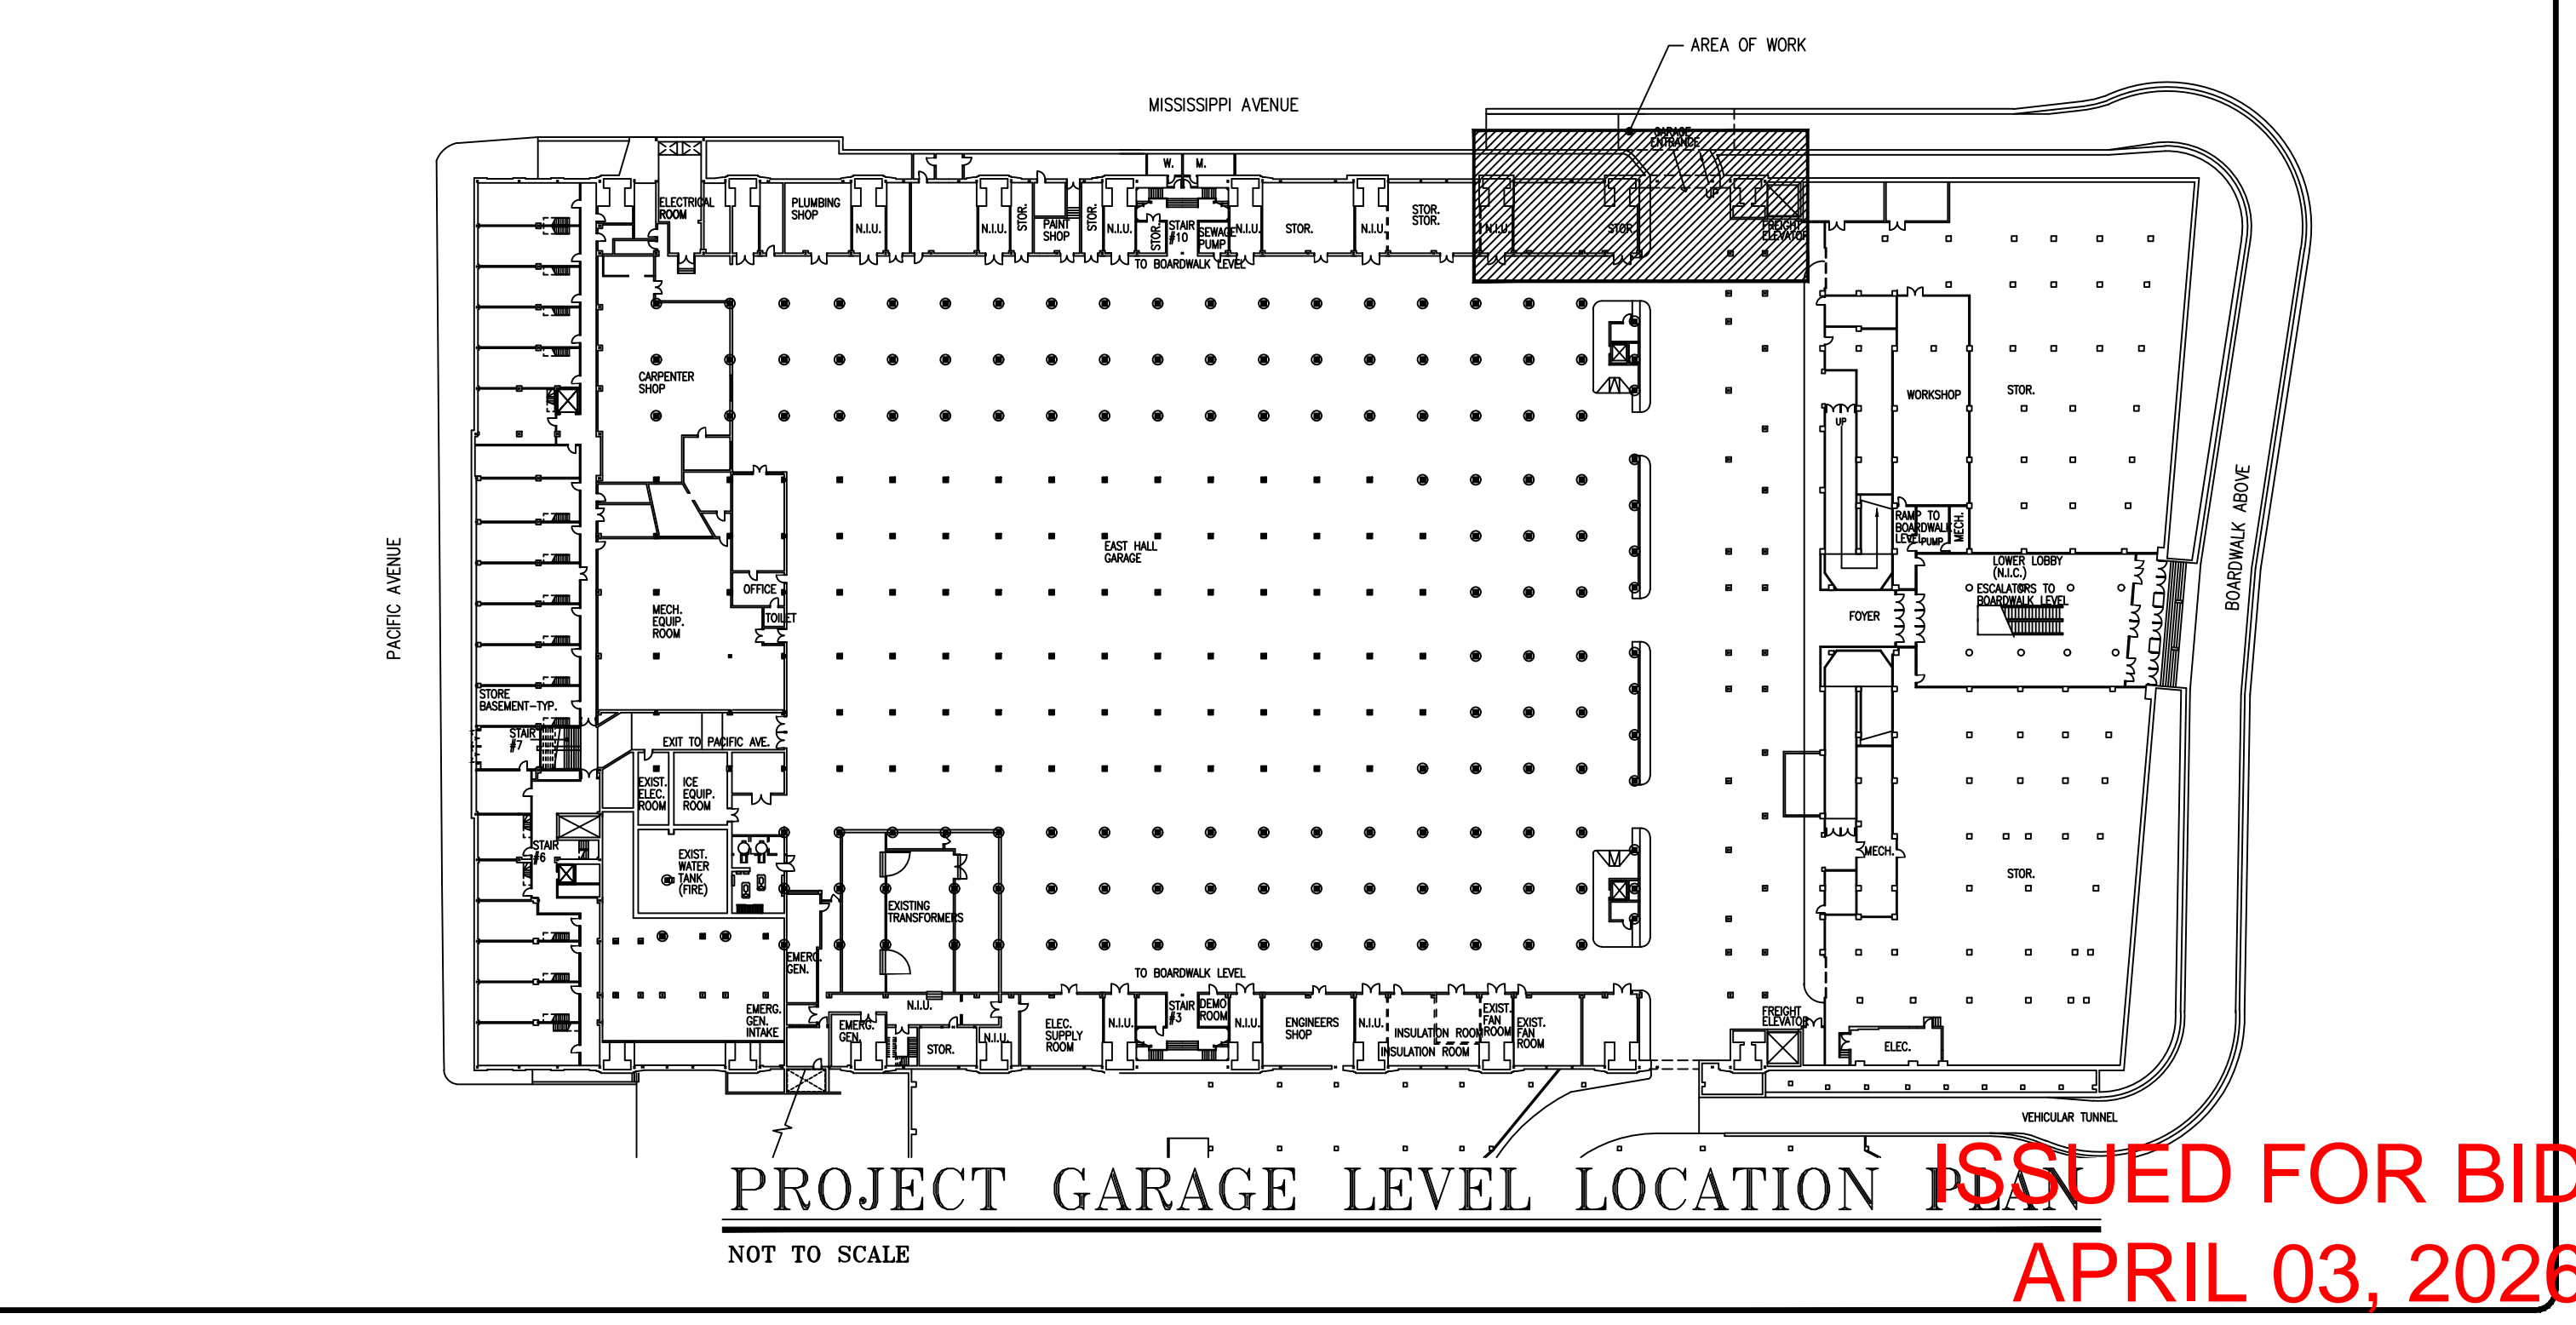 AREA OF WORK
MISSISSIPPI AVENUE
GARAGE
ENTRANCE
W.
M.
ELECTRICAL
ROOM
PLUMBING
SHOP
N.I.U.
N.I.U.
STOR.
PAINT
SHOP
STOR.
N.I.U.
STOR.
STAIR
#10
SEWAGE
PUMP
N.I.U.
STOR.
N.I.U.
STOR.
STOR.
N.I.U.
STOR
UP
FREIGHT
ELEVATOR
TO BOARDWALK LEVEL
CARPENTER
SHOP
WORKSHOP
STOR.
UP
BOARDWALK ABOVE
PACIFIC AVENUE
EAST HALL
GARAGE
RAMP TO
BOARDWALK
LEVEL
PUMP
MECH.
LOWER LOBBY
(N.I.C.)
ESCALATORS TO
BOARDWALK LEVEL
OFFICE
TOILET
MECH.
EQUIP.
ROOM
FOYER
STORE
BASEMENT-TYP.
STAIR
#7
EXIT TO PACIFIC AVE.
EXIST.
ELEC.
ROOM
ICE
EQUIP.
ROOM
STAIR
#6
EXIST.
WATER
TANK
(FIRE)
MECH.
STOR.
EXISTING
TRANSFORMERS
EMERG.
GEN.
TO BOARDWALK LEVEL
EMERG.
GEN.
INTAKE
EMERG.
GEN.
N.I.U.
STOR.
N.I.U.
ELEC.
SUPPLY
ROOM
N.I.U.
STAIR
#3
DEMO
ROOM
N.I.U.
ENGINEERS
SHOP
N.I.U.
INSULATION ROOM
INSULATION ROOM
EXIST.
FAN
ROOM
EXIST.
FAN
ROOM
FREIGHT
ELEVATOR
ELEC.
VEHICULAR TUNNEL
PROJECT GARAGE LEVEL LOCATION PLAN
NOT TO SCALE
ISSUED FOR BID
APRIL 03, 2026